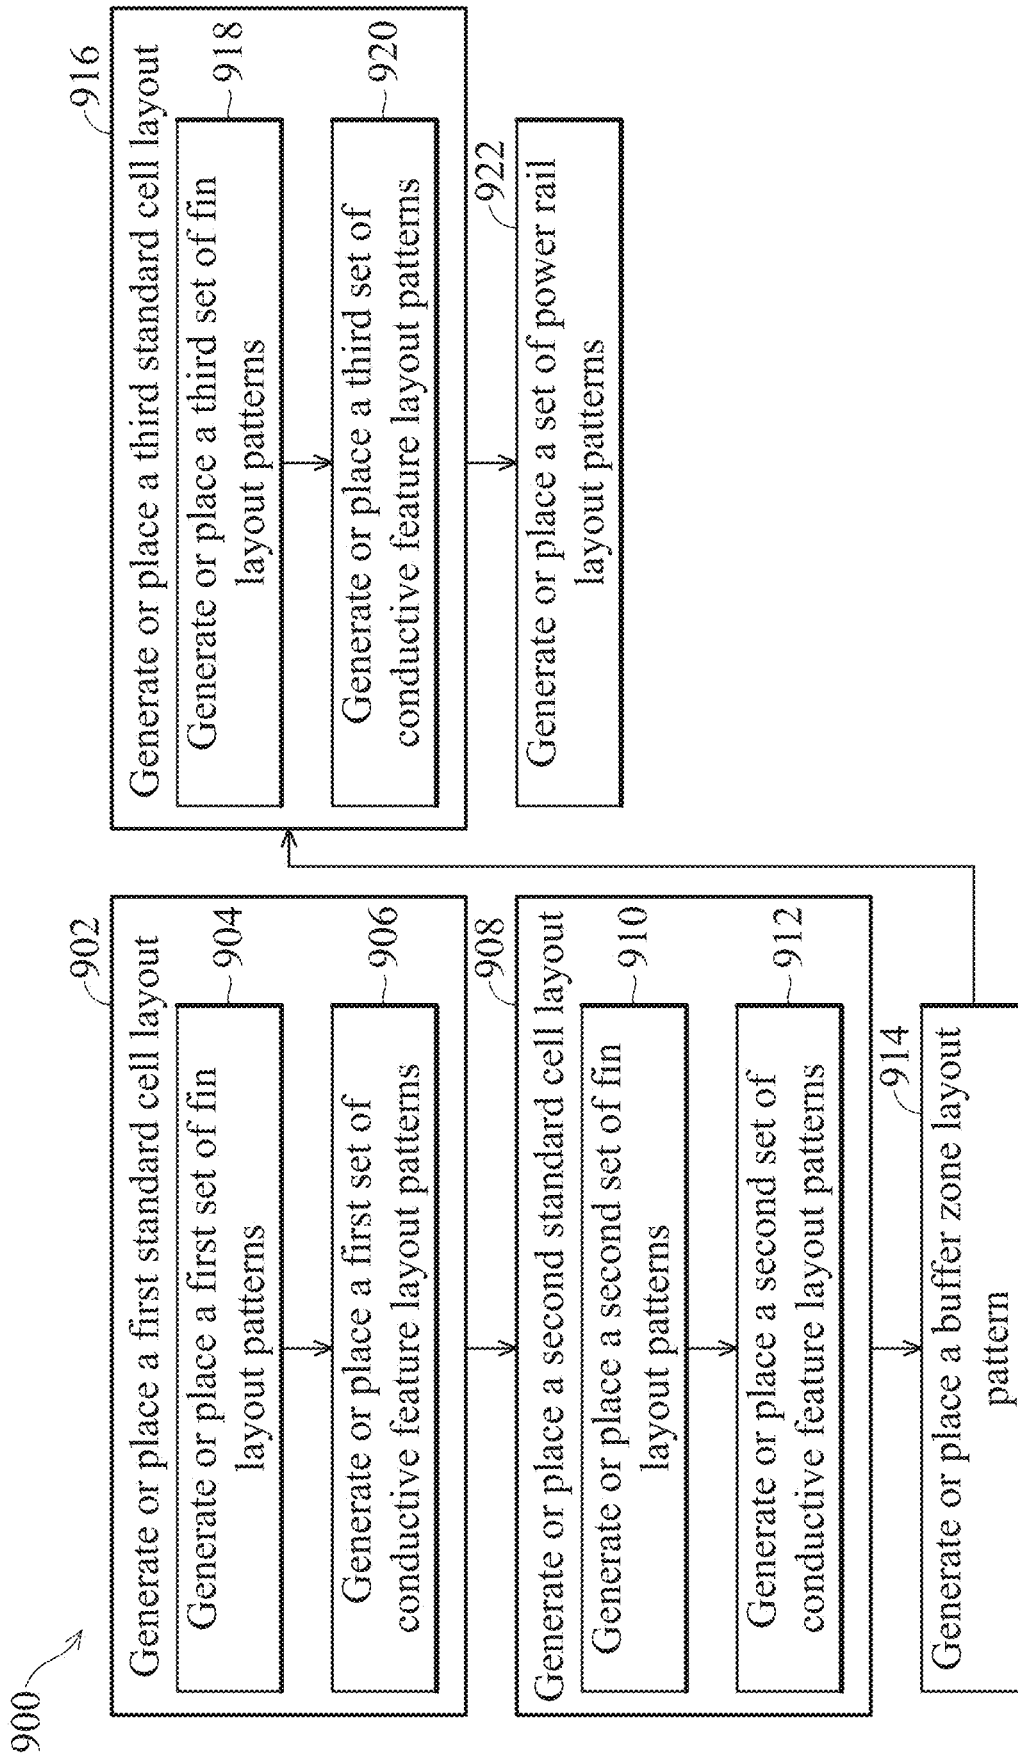 900
902
Generate or place a first standard cell layout
904
Generate or place a first set of fin
layout patterns
906
Generate or place a first set of
conductive feature layout patterns
908
Generate or place a second standard cell layout
910
Generate or place a second set of fin
layout patterns
912
Generate or place a second set of
conductive feature layout patterns
914
Generate or place a buffer zone layout
pattern
916
Generate or place a third standard cell layout
918
Generate or place a third set of fin
layout patterns
920
Generate or place a third set of
conductive feature layout patterns
922
Generate or place a set of power rail
layout patterns